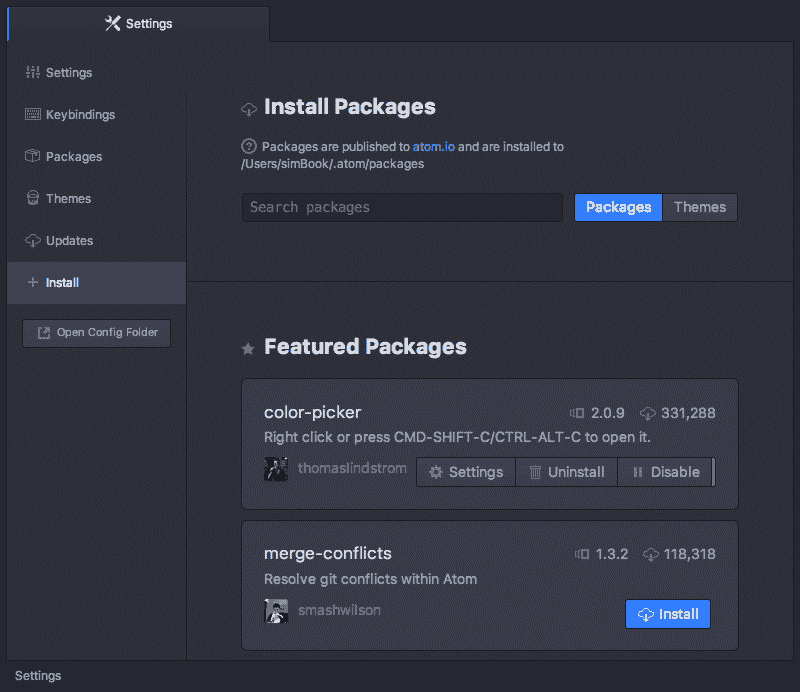 Settings
Settings
Keybindings
Packages
Themes
Updates
Install
Open Config Folder
Install Packages
Packages are published to atom.io and are installed to
/Users/simBook/.atom/packages
Search packages
Packages Themes
Featured Packages
color-picker 2.0.9 331,288
Right click or press CMD-SHIFT-C/CTRL-ALT-C to open it.
thomaslindstrom Settings Uninstall Disable
merge-conflicts 1.3.2 118,318
Resolve git conflicts within Atom
smashwilson Install
Settings